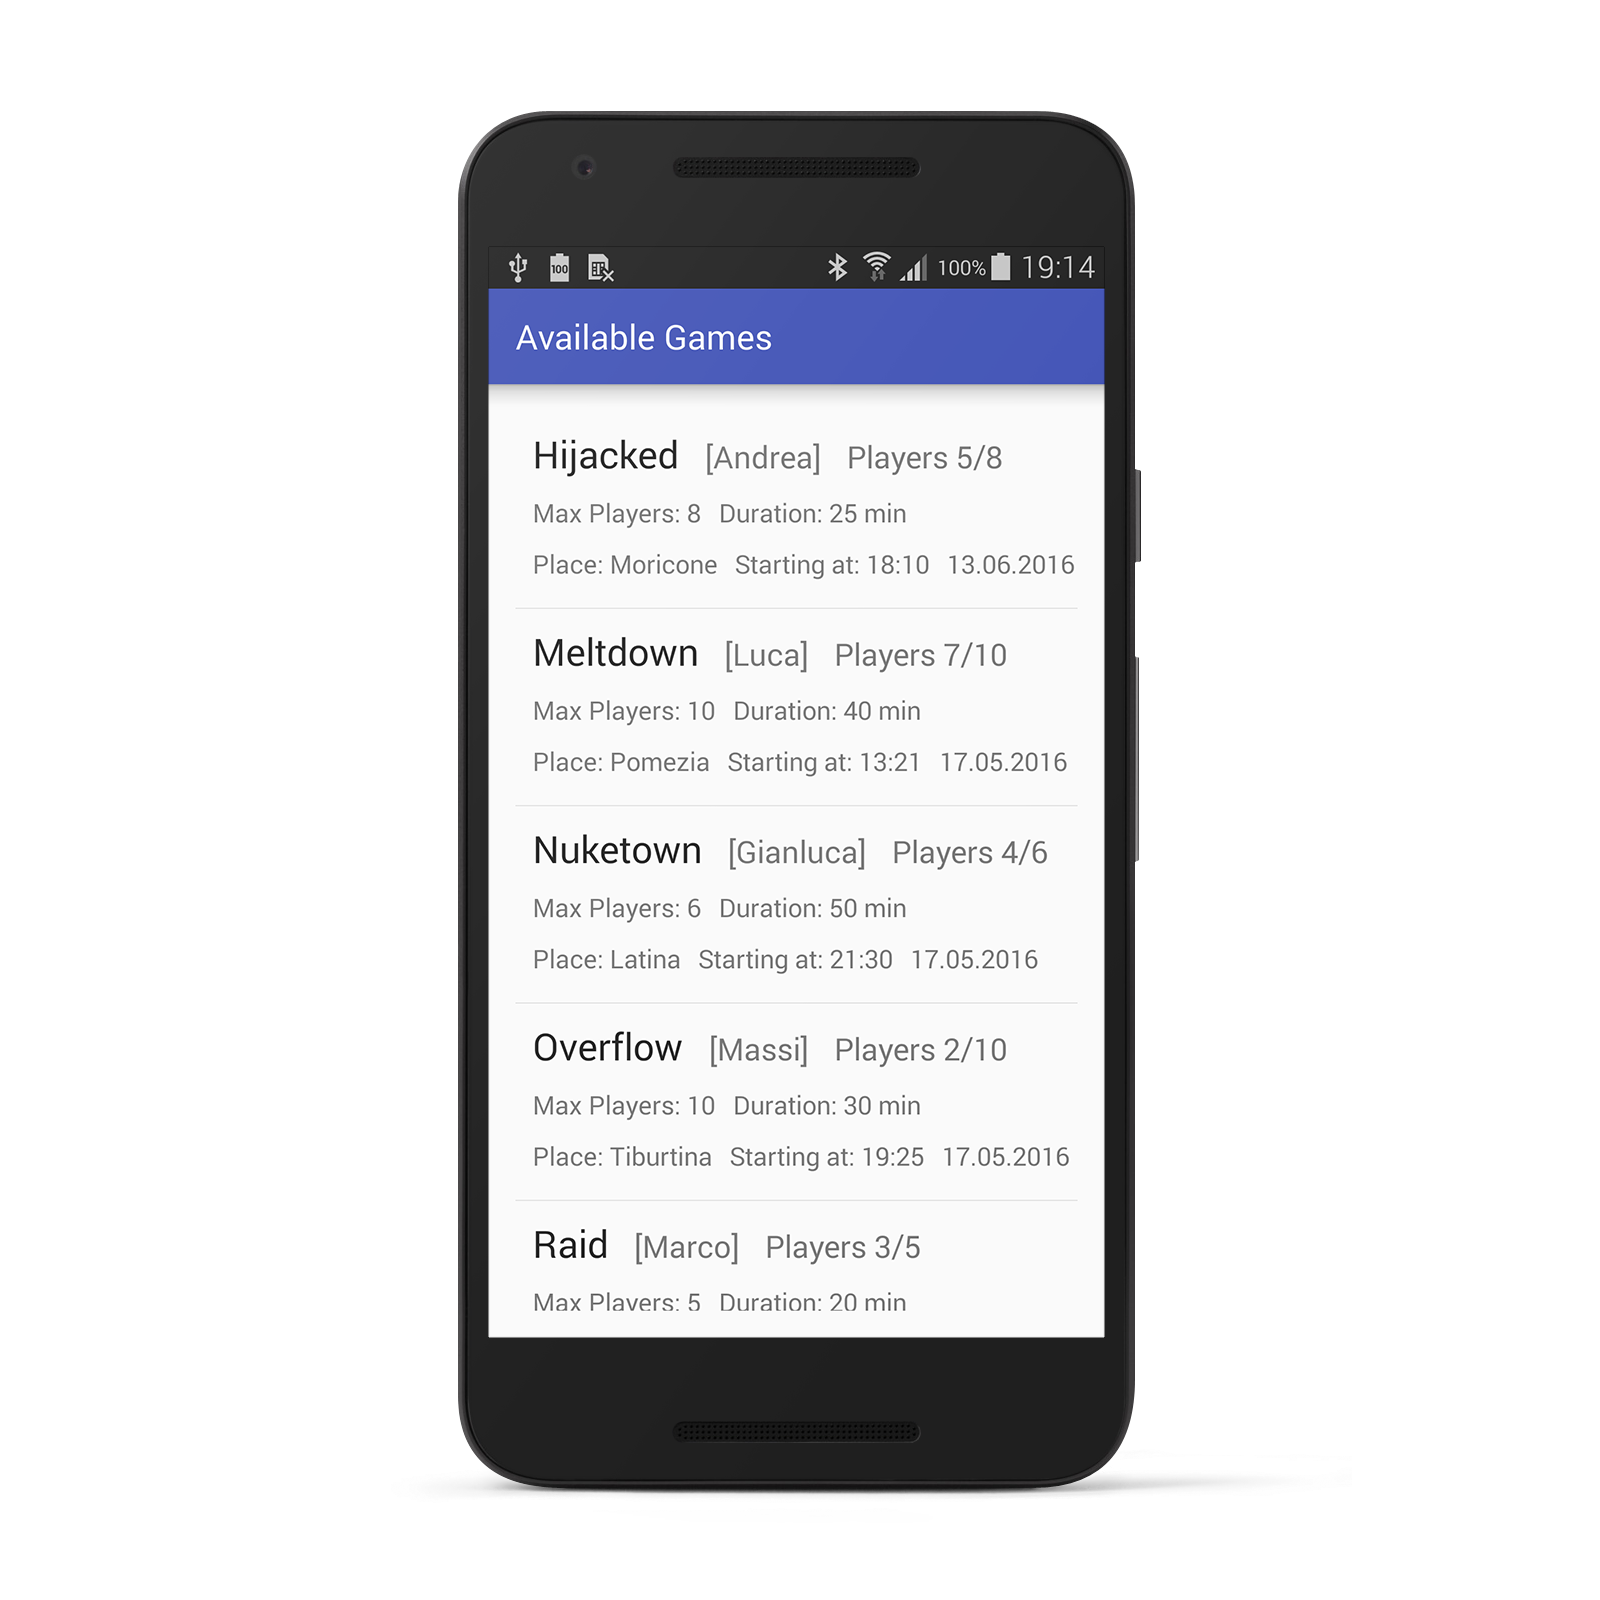 100 100% 19:14
Available Games
Hijacked [Andrea] Players 5/8
Max Players: 8 Duration: 25 min
Place: Moricone Starting at: 18:10 13.06.2016
Meltdown [Luca] Players 7/10
Max Players: 10 Duration: 40 min
Place: Pomezia Starting at: 13:21 17.05.2016
Nuketown [Gianluca] Players 4/6
Max Players: 6 Duration: 50 min
Place: Latina Starting at: 21:30 17.05.2016
Overflow [Massi] Players 2/10
Max Players: 10 Duration: 30 min
Place: Tiburtina Starting at: 19:25 17.05.2016
Raid [Marco] Players 3/5
Max Players: 5 Duration: 20 min